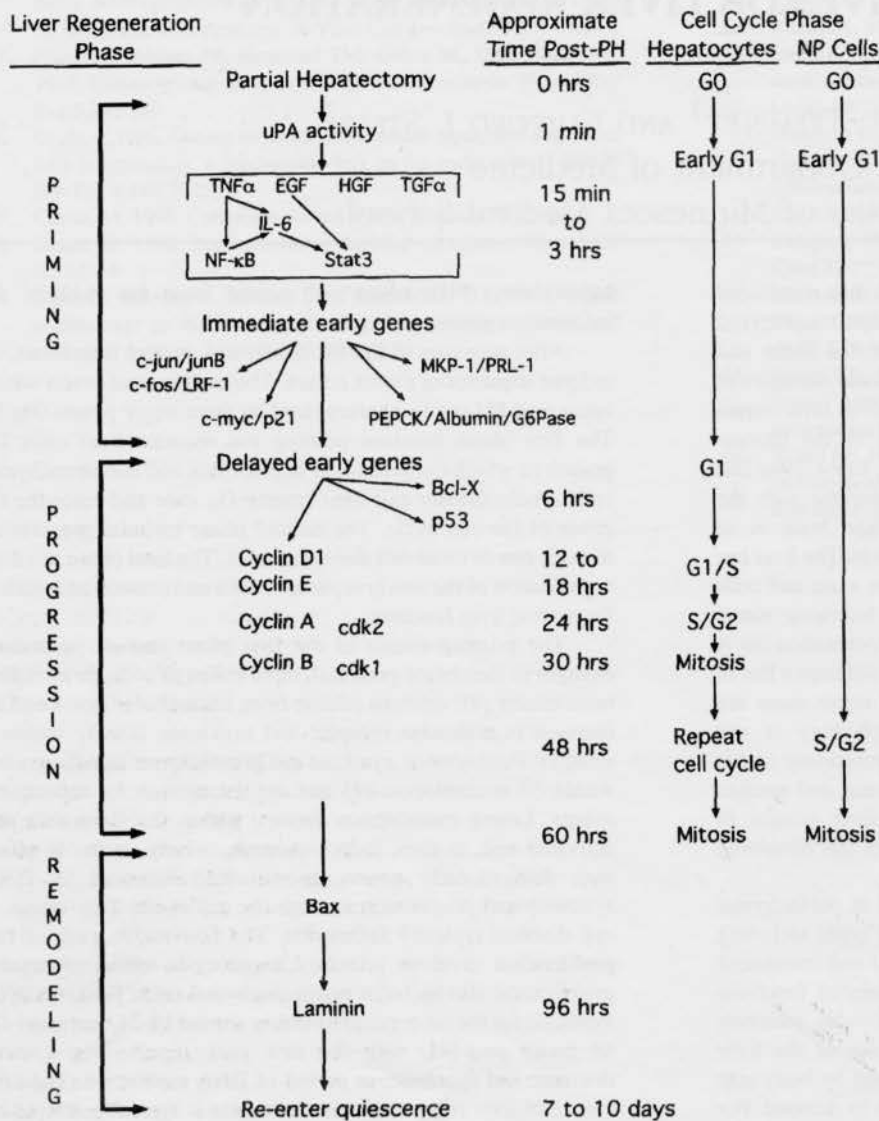 Liver Regeneration
Phase
Approximate
Time Post-PH
Cell Cycle Phase
Hepatocytes NP Cells
Partial Hepatectomy 0 hrs G0 G0
uPA activity 1 min
Early G1 Early G1
PRIMING
TNFα EGF HGF TGFα
IL-6
NF-κB Stat3
15 min
to
3 hrs
Immediate early genes
c-jun/junB
c-fos/LRF-1
MKP-1/PRL-1
c-myc/p21 PEPCK/Albumin/G6Pase
PROGRESSION
Delayed early genes G1
Bcl-X
6 hrs
p53
Cyclin D1 12 to
Cyclin E 18 hrs
G1/S
Cyclin A cdk2 24 hrs S/G2
Cyclin B cdk1 30 hrs Mitosis
48 hrs
Repeat
cell cycle
S/G2
60 hrs Mitosis Mitosis
REMODELING
Bax
Laminin 96 hrs
Re-enter quiescence 7 to 10 days